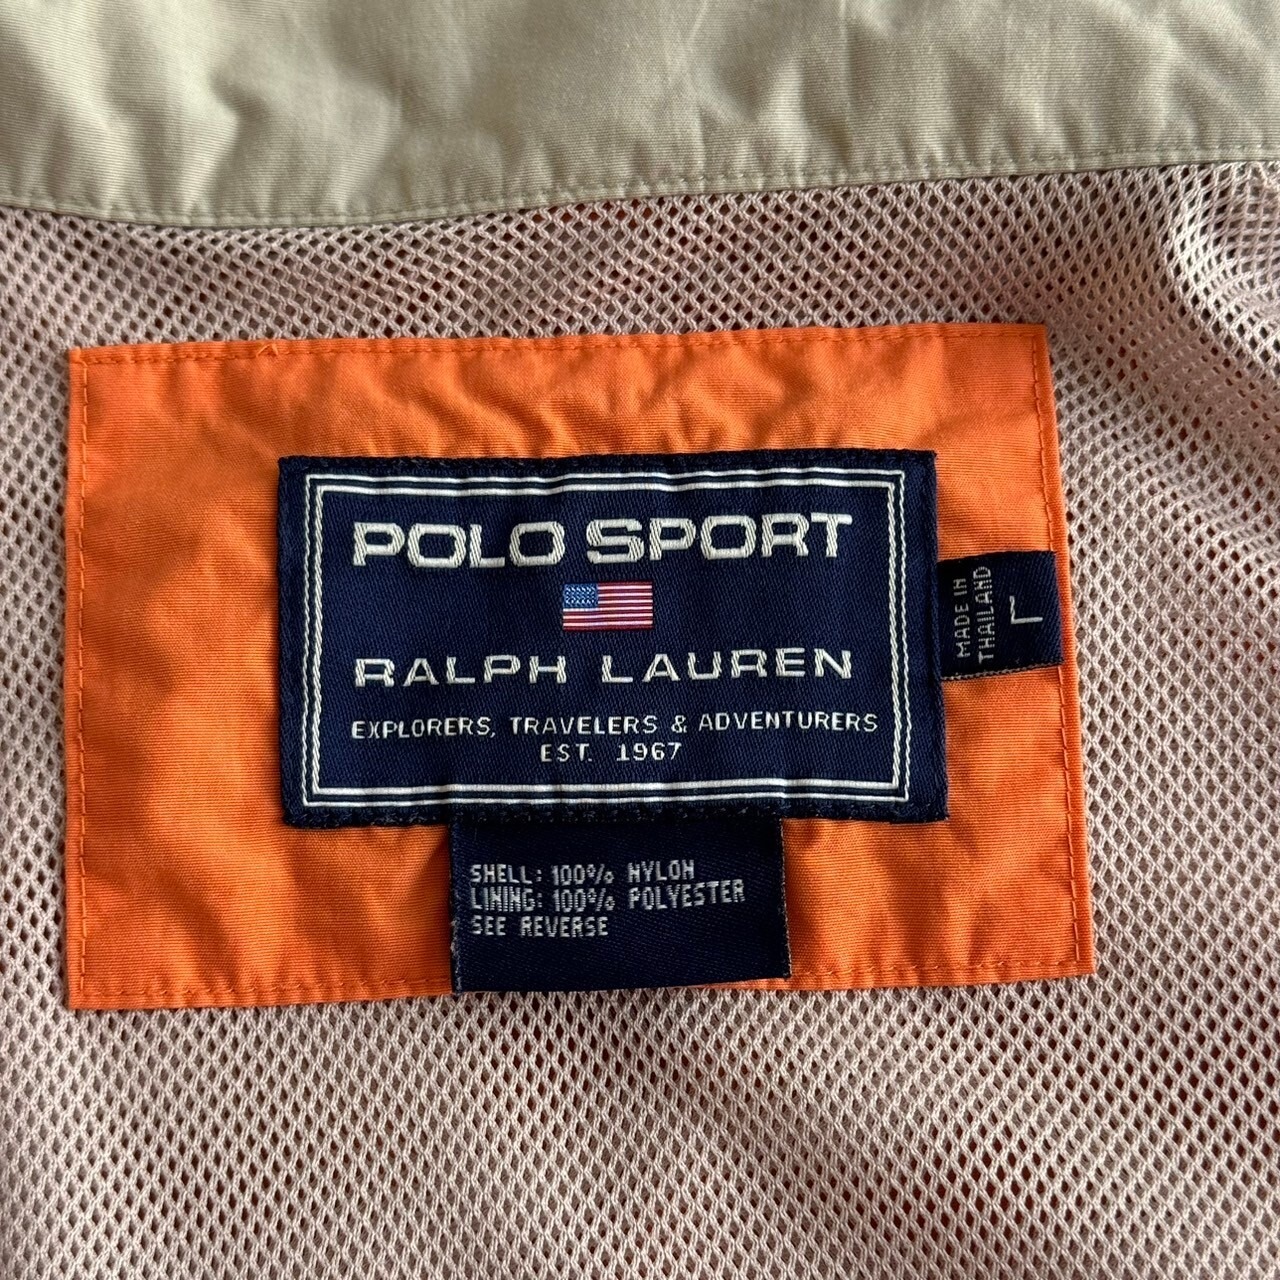 POLO SPORT
RALPH LAUREN
EXPLORERS, TRAVELERS & ADVENTURERS
EST. 1967
MADE IN
THAILAND
L
SHELL: 100% NYLON
LINING: 100% POLYESTER
SEE REVERSE